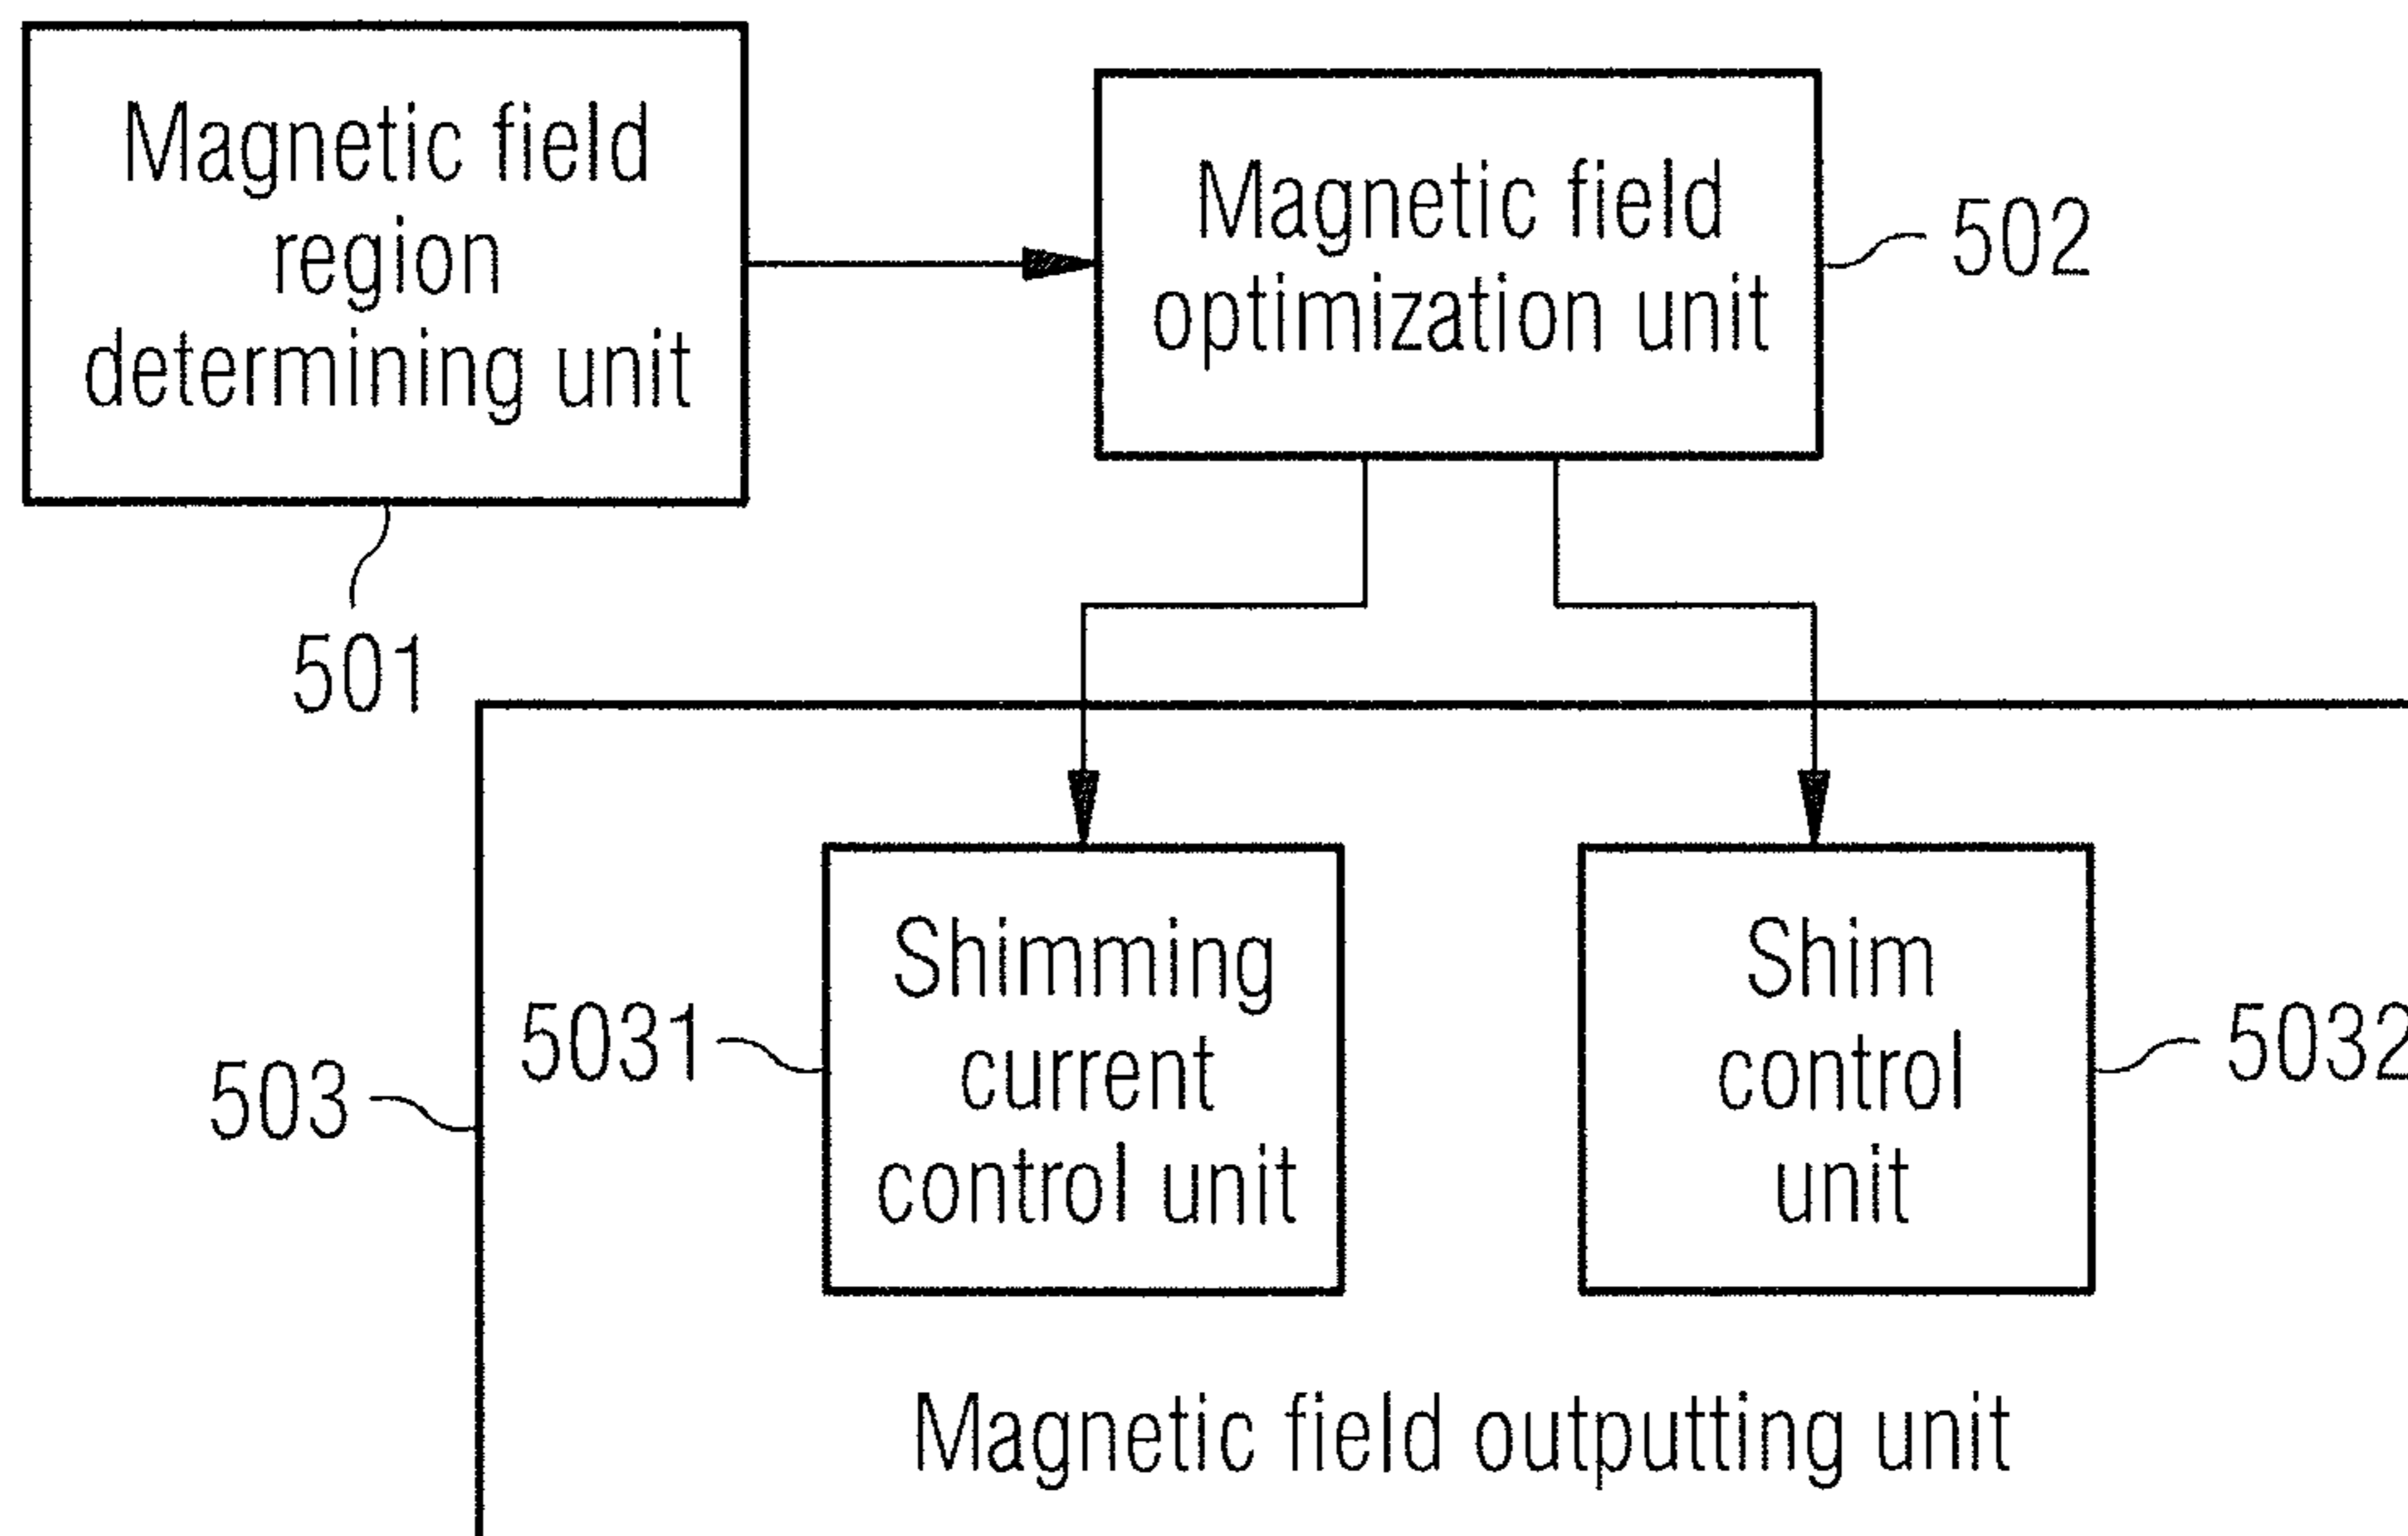 Magnetic field
region
determining unit
501
Magnetic field
optimization unit
502
503
5031
Shimming
current
control unit
Shim
control
unit
5032
Magnetic field outputting unit